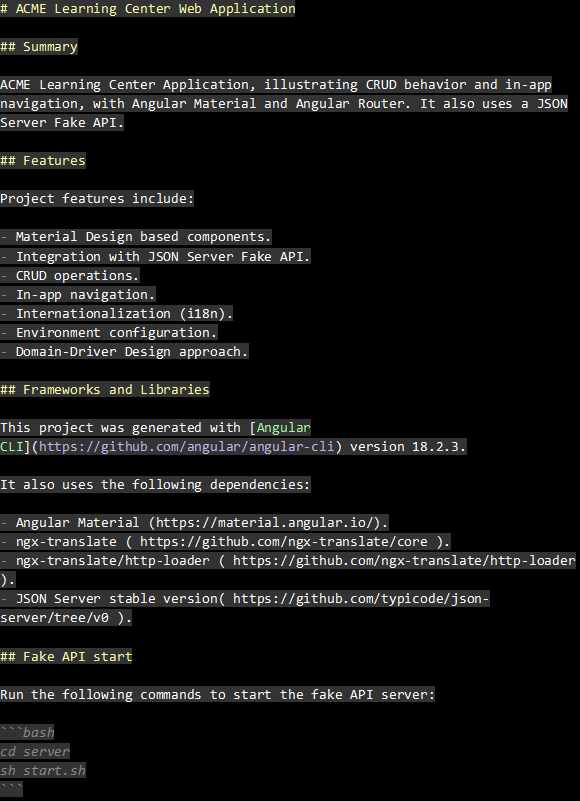 # ACME Learning Center Web Application
## Summary
ACME Learning Center Application, illustrating CRUD behavior and in-app
navigation, with Angular Material and Angular Router. It also uses a JSON
Server Fake API.
## Features
Project features include:
- Material Design based components.
- Integration with JSON Server Fake API.
- CRUD operations.
- In-app navigation.
- Internationalization (i18n).
- Environment configuration.
- Domain-Driver Design approach.
## Frameworks and Libraries
This project was generated with [Angular
CLI](https://github.com/angular/angular-cli) version 18.2.3.
It also uses the following dependencies:
- Angular Material (https://material.angular.io/).
- ngx-translate ( https://github.com/ngx-translate/core ).
- ngx-translate/http-loader ( https://github.com/ngx-translate/http-loader
).
- JSON Server stable version( https://github.com/typicode/json-
server/tree/v0 ).
## Fake API start
Run the following commands to start the fake API server:
```bash
cd server
sh start.sh
```